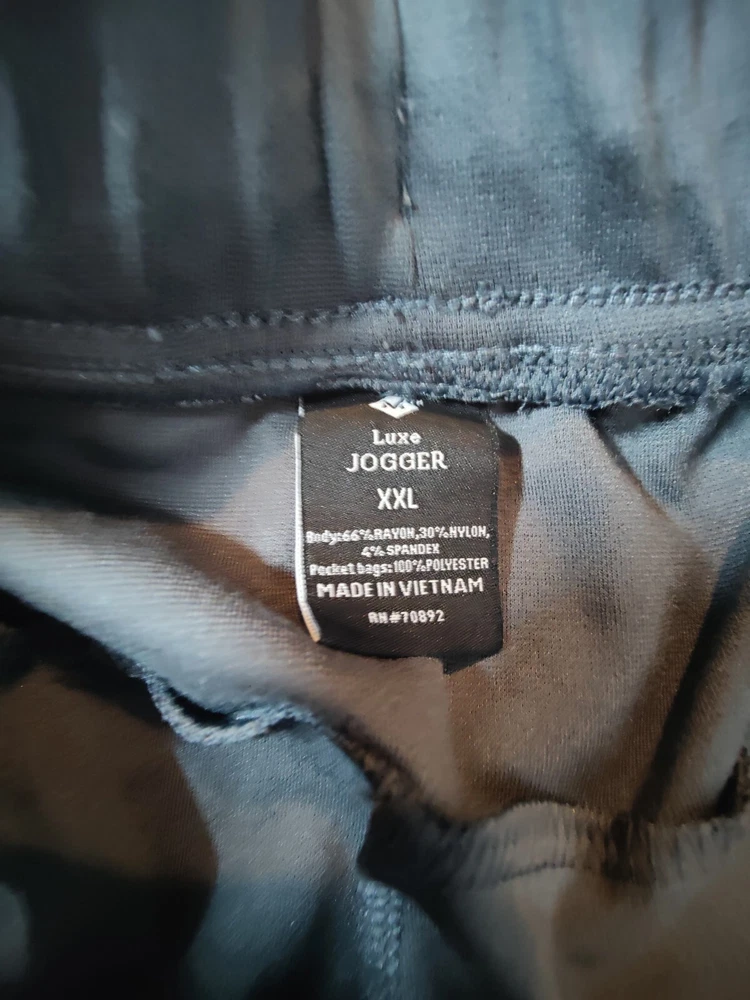 Luxe
JOGGER
XXL
Body:66%RAYON,30%NYLON,
4% SPANDEX
Pocket bags:100%POLYESTER
MADE IN VIETNAM
RN#70892